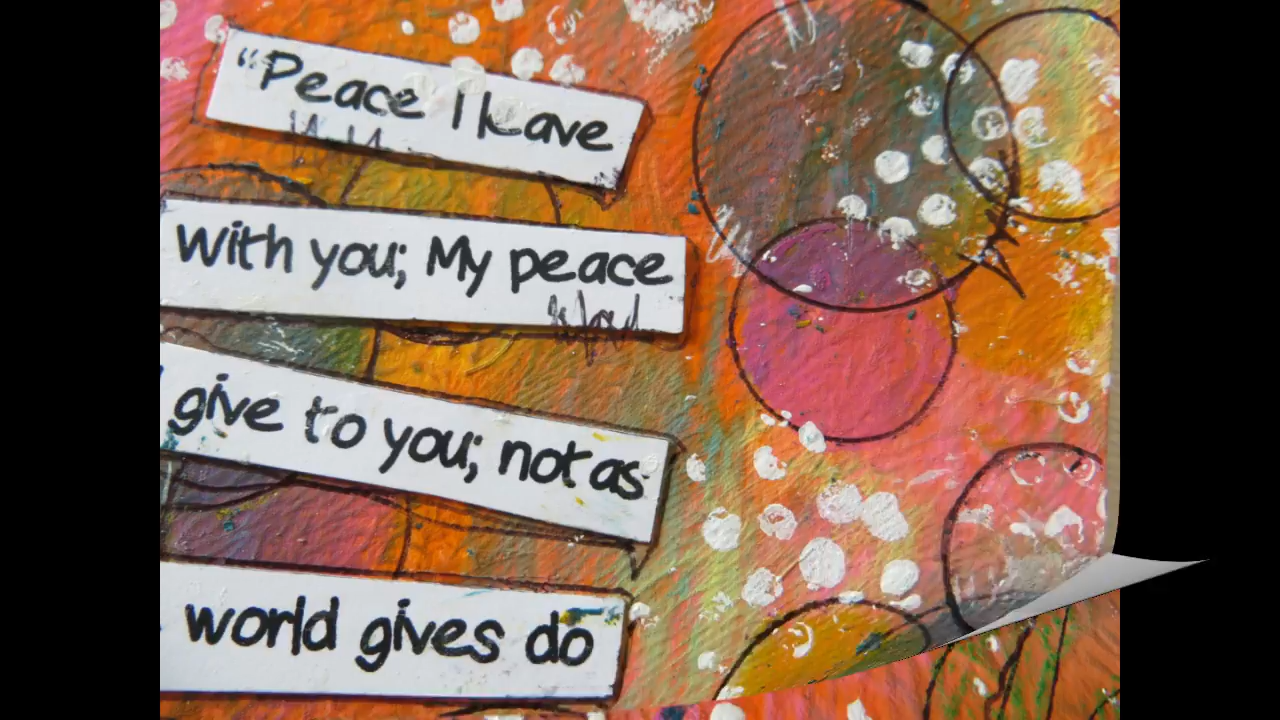 “Peace I leave
with you; My peace
give to you; not as
world gives do